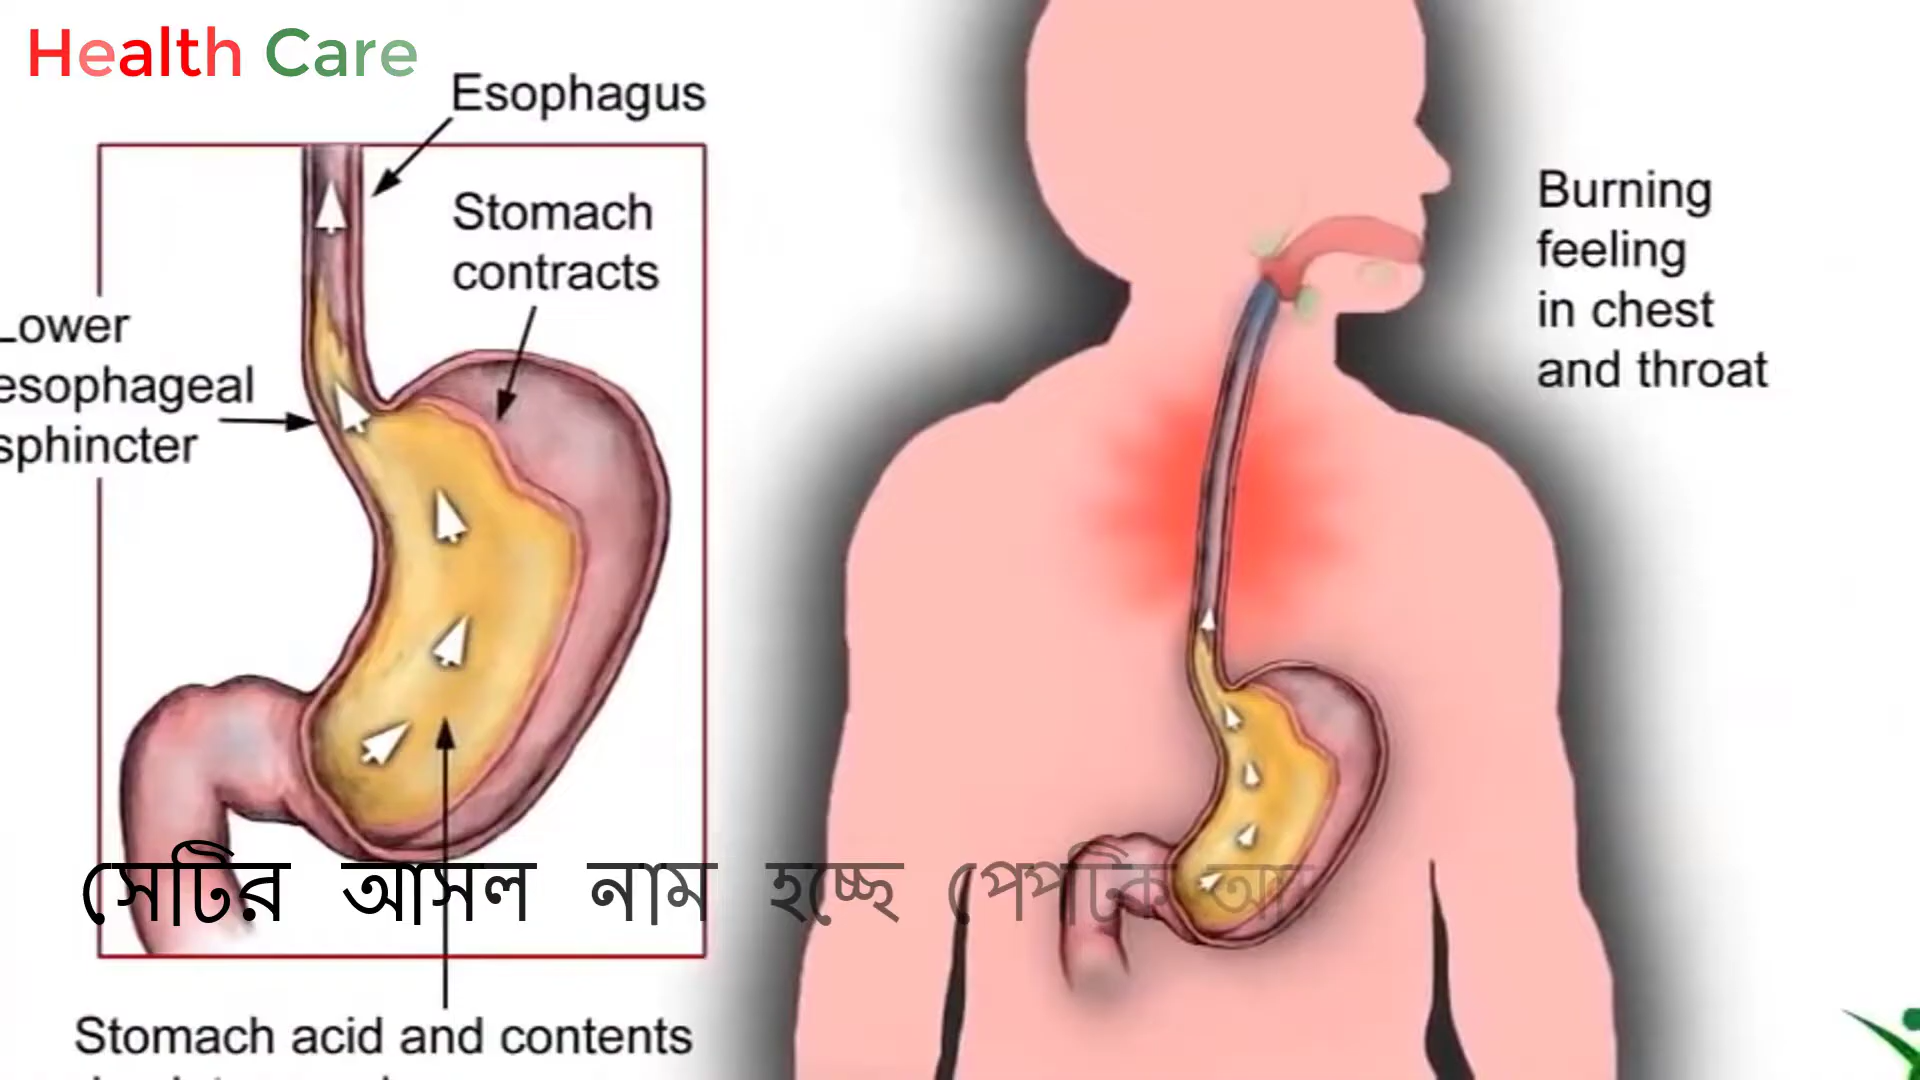 Health Care
Esophagus
Stomach
contracts
Lower
esophageal
sphincter
Burning
feeling
in chest
and throat
সেটির আসল নাম হচ্ছে পেপটিক
Stomach acid and contents